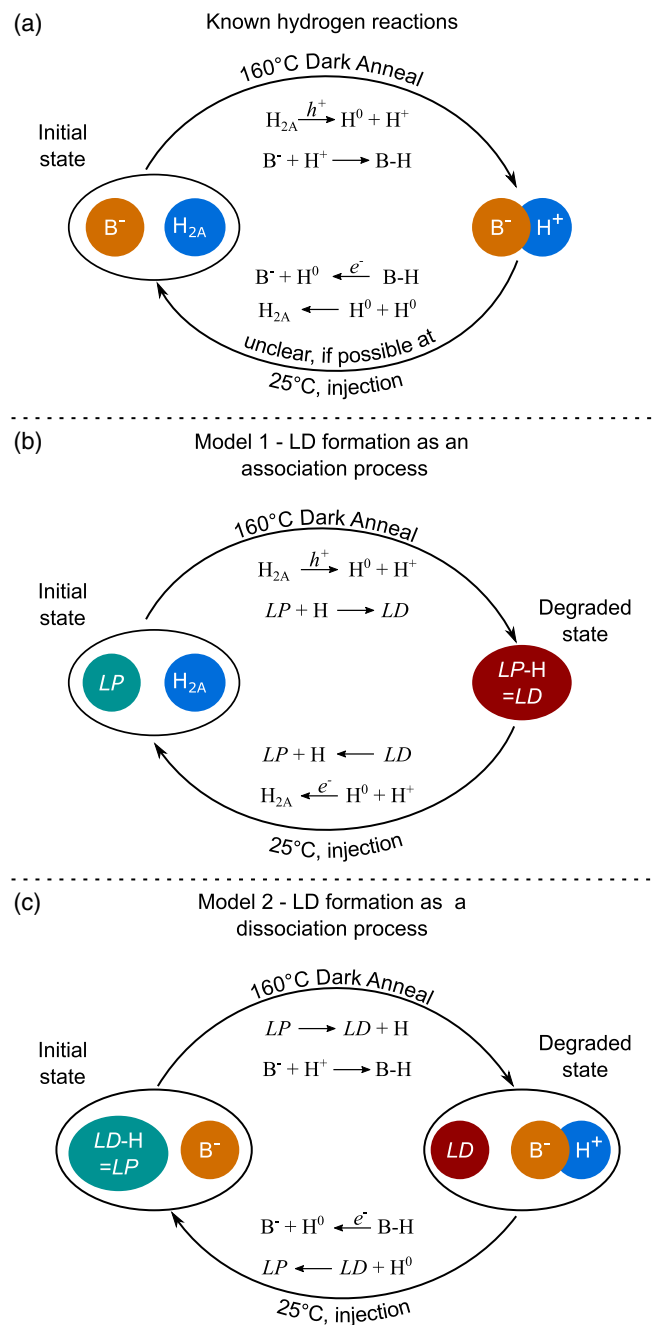 (a)
Known hydrogen reactions
160°C Dark Anneal
H₂A h⁺ → H⁰ + H⁺
B⁻ + H⁺ → B-H
Initial
state
B⁻ H₂A
B⁻ H⁺
B⁻ + H⁰ ← e⁻ B-H
H₂A ← H⁰ + H⁰
unclear, if possible at
25°C, injection
(b)
Model 1 - LD formation as an
association process
160°C Dark Anneal
H₂A h⁺ → H⁰ + H⁺
LP + H → LD
Initial
state
Degraded
state
LP H₂A
LP-H
=LD
LP + H ← LD
H₂A ← e⁻ H⁰ + H⁺
25°C, injection
(c)
Model 2 - LD formation as a
dissociation process
160°C Dark Anneal
LP → LD + H
B⁻ + H⁺ → B-H
Initial
state
Degraded
state
LD-H
=LP
B⁻
LD B⁻ H⁺
B⁻ + H⁰ ← e⁻ B-H
LP ← LD + H⁰
25°C, injection